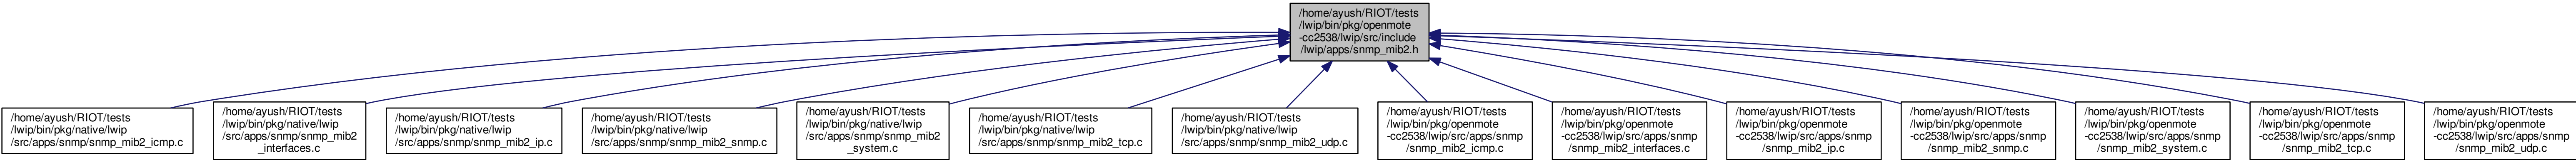 /home/ayush/RIOT/tests
/lwip/bin/pkg/openmote
-cc2538/lwip/src/include
/lwip/apps/snmp_mib2.h
/home/ayush/RIOT/tests
/lwip/bin/pkg/native/lwip
/src/apps/snmp/snmp_mib2_icmp.c
/home/ayush/RIOT/tests
/lwip/bin/pkg/native/lwip
/src/apps/snmp/snmp_mib2
_interfaces.c
/home/ayush/RIOT/tests
/lwip/bin/pkg/native/lwip
/src/apps/snmp/snmp_mib2_ip.c
/home/ayush/RIOT/tests
/lwip/bin/pkg/native/lwip
/src/apps/snmp/snmp_mib2_snmp.c
/home/ayush/RIOT/tests
/lwip/bin/pkg/native/lwip
/src/apps/snmp/snmp_mib2
_system.c
/home/ayush/RIOT/tests
/lwip/bin/pkg/native/lwip
/src/apps/snmp/snmp_mib2_tcp.c
/home/ayush/RIOT/tests
/lwip/bin/pkg/native/lwip
/src/apps/snmp/snmp_mib2_udp.c
/home/ayush/RIOT/tests
/lwip/bin/pkg/openmote
-cc2538/lwip/src/apps/snmp
/snmp_mib2_icmp.c
/home/ayush/RIOT/tests
/lwip/bin/pkg/openmote
-cc2538/lwip/src/apps/snmp
/snmp_mib2_interfaces.c
/home/ayush/RIOT/tests
/lwip/bin/pkg/openmote
-cc2538/lwip/src/apps/snmp
/snmp_mib2_ip.c
/home/ayush/RIOT/tests
/lwip/bin/pkg/openmote
-cc2538/lwip/src/apps/snmp
/snmp_mib2_snmp.c
/home/ayush/RIOT/tests
/lwip/bin/pkg/openmote
-cc2538/lwip/src/apps/snmp
/snmp_mib2_system.c
/home/ayush/RIOT/tests
/lwip/bin/pkg/openmote
-cc2538/lwip/src/apps/snmp
/snmp_mib2_tcp.c
/home/ayush/RIOT/tests
/lwip/bin/pkg/openmote
-cc2538/lwip/src/apps/snmp
/snmp_mib2_udp.c